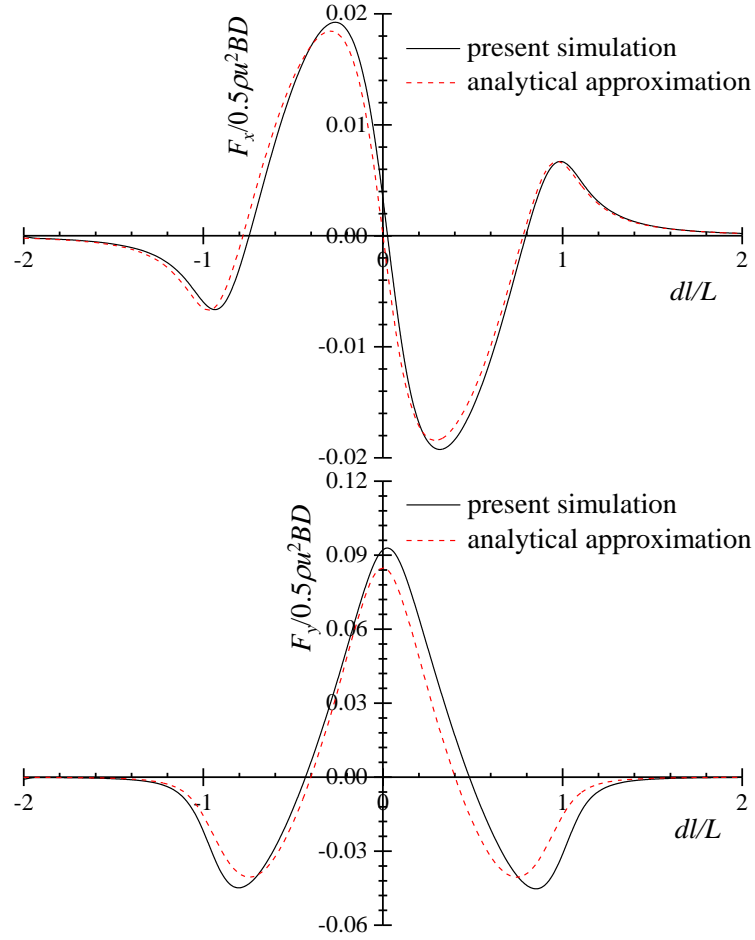 0.02
present simulation
analytical approximation
Fx/0.5ρu²BD
0.01
0.00
-2
-1
0
1
2
dl/L
-0.01
-0.02
0.12
present simulation
analytical approximation
Fy/0.5ρu²BD
0.09
0.06
0.03
0.00
-2
-1
0
1
2
dl/L
-0.03
-0.06